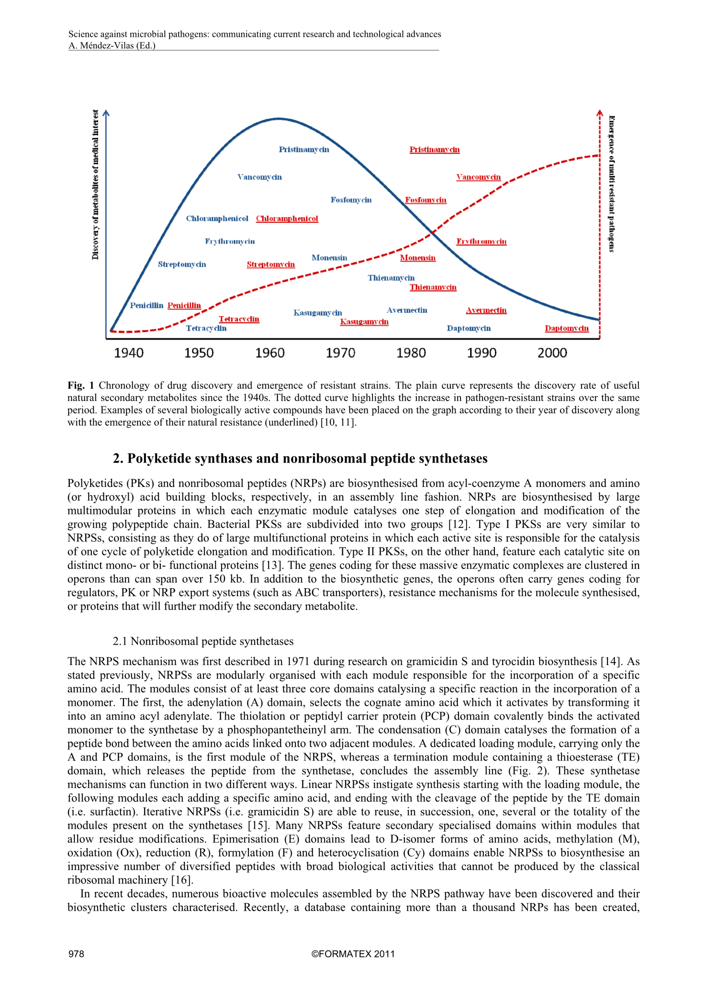 Science against microbial pathogens: communicating current research and technological advances
A. Méndez-Vilas (Ed.)
Discovery of metabolites of medical interest
Emergence of multi resistant pathogens
Pristinamycin Pristinamycin
Vancomycin Vancomycin
Fosfomycin Fosfomycin
Chloramphenicol Chloramphenicol
Erythromycin Erythromycin
Monensin Monensin
Streptomycin Streptomycin
Thienamycin
Thienamycin
Penicillin Penicillin
Kasugamycin Avermectin Avermectin
Tetracyclin Kasugamycin
Tetracyclin Daptomycin Daptomycin
1940 1950 1960 1970 1980 1990 2000
Fig. 1 Chronology of drug discovery and emergence of resistant strains. The plain curve represents the discovery rate of useful
natural secondary metabolites since the 1940s. The dotted curve highlights the increase in pathogen-resistant strains over the same
period. Examples of several biologically active compounds have been placed on the graph according to their year of discovery along
with the emergence of their natural resistance (underlined) [10, 11].
2. Polyketide synthases and nonribosomal peptide synthetases
Polyketides (PKs) and nonribosomal peptides (NRPs) are biosynthesised from acyl-coenzyme A monomers and amino
(or hydroxyl) acid building blocks, respectively, in an assembly line fashion. NRPs are biosynthesised by large
multimodular proteins in which each enzymatic module catalyses one step of elongation and modification of the
growing polypeptide chain. Bacterial PKSs are subdivided into two groups [12]. Type I PKSs are very similar to
NRPSs, consisting as they do of large multifunctional proteins in which each active site is responsible for the catalysis
of one cycle of polyketide elongation and modification. Type II PKSs, on the other hand, feature each catalytic site on
distinct mono- or bi- functional proteins [13]. The genes coding for these massive enzymatic complexes are clustered in
operons than can span over 150 kb. In addition to the biosynthetic genes, the operons often carry genes coding for
regulators, PK or NRP export systems (such as ABC transporters), resistance mechanisms for the molecule synthesised,
or proteins that will further modify the secondary metabolite.
2.1 Nonribosomal peptide synthetases
The NRPS mechanism was first described in 1971 during research on gramicidin S and tyrocidin biosynthesis [14]. As
stated previously, NRPSs are modularly organised with each module responsible for the incorporation of a specific
amino acid. The modules consist of at least three core domains catalysing a specific reaction in the incorporation of a
monomer. The first, the adenylation (A) domain, selects the cognate amino acid which it activates by transforming it
into an amino acyl adenylate. The thiolation or peptidyl carrier protein (PCP) domain covalently binds the activated
monomer to the synthetase by a phosphopantetheinyl arm. The condensation (C) domain catalyses the formation of a
peptide bond between the amino acids linked onto two adjacent modules. A dedicated loading module, carrying only the
A and PCP domains, is the first module of the NRPS, whereas a termination module containing a thioesterase (TE)
domain, which releases the peptide from the synthetase, concludes the assembly line (Fig. 2). These synthetase
mechanisms can function in two different ways. Linear NRPSs instigate synthesis starting with the loading module, the
following modules each adding a specific amino acid, and ending with the cleavage of the peptide by the TE domain
(i.e. surfactin). Iterative NRPSs (i.e. gramicidin S) are able to reuse, in succession, one, several or the totality of the
modules present on the synthetases [15]. Many NRPSs feature secondary specialised domains within modules that
allow residue modifications. Epimerisation (E) domains lead to D-isomer forms of amino acids, methylation (M),
oxidation (Ox), reduction (R), formylation (F) and heterocyclisation (Cy) domains enable NRPSs to biosynthesise an
impressive number of diversified peptides with broad biological activities that cannot be produced by the classical
ribosomal machinery [16].
In recent decades, numerous bioactive molecules assembled by the NRPS pathway have been discovered and their
biosynthetic clusters characterised. Recently, a database containing more than a thousand NRPs has been created,
978 ©FORMATEX 2011